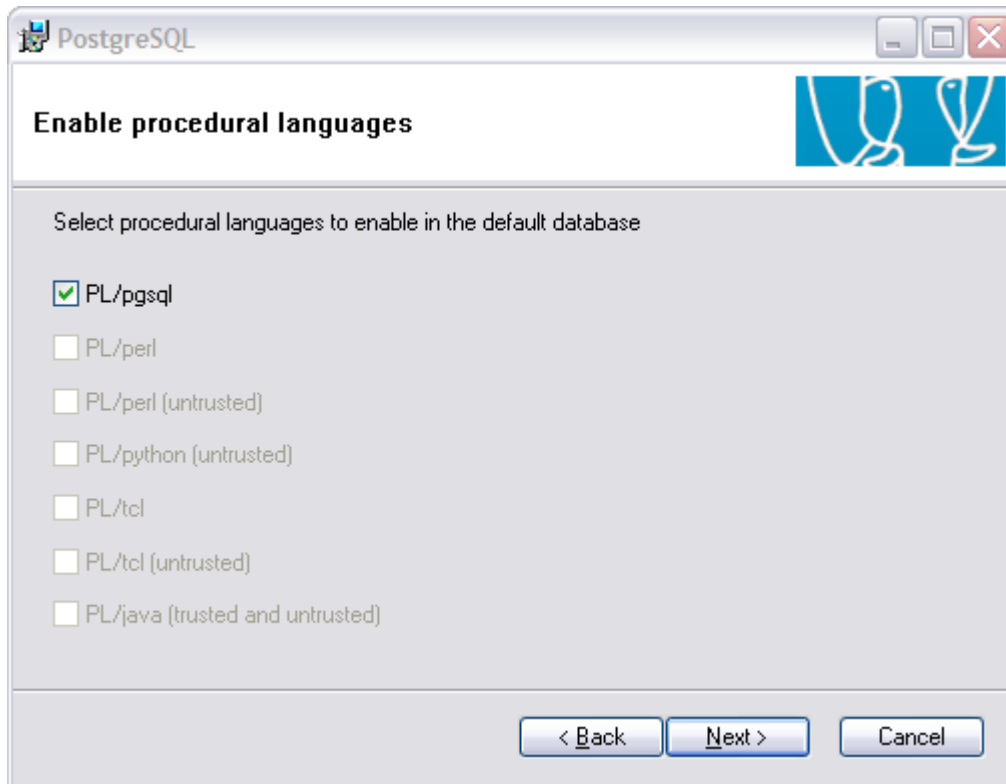 PostgreSQL
Enable procedural languages
Select procedural languages to enable in the default database
PL/pgsql
PL/perl
PL/perl (untrusted)
PL/python (untrusted)
PL/tcl
PL/tcl (untrusted)
PL/java (trusted and untrusted)
< Back Next > Cancel